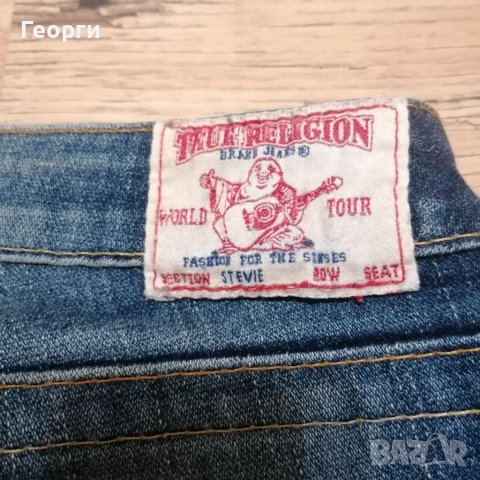 Георги
TRUE RELIGION
BRAND JEANS®
WORLD TOUR
FASHION FOR THE SENSES
SECTION STEVIE ROW SEAT
BAZAR